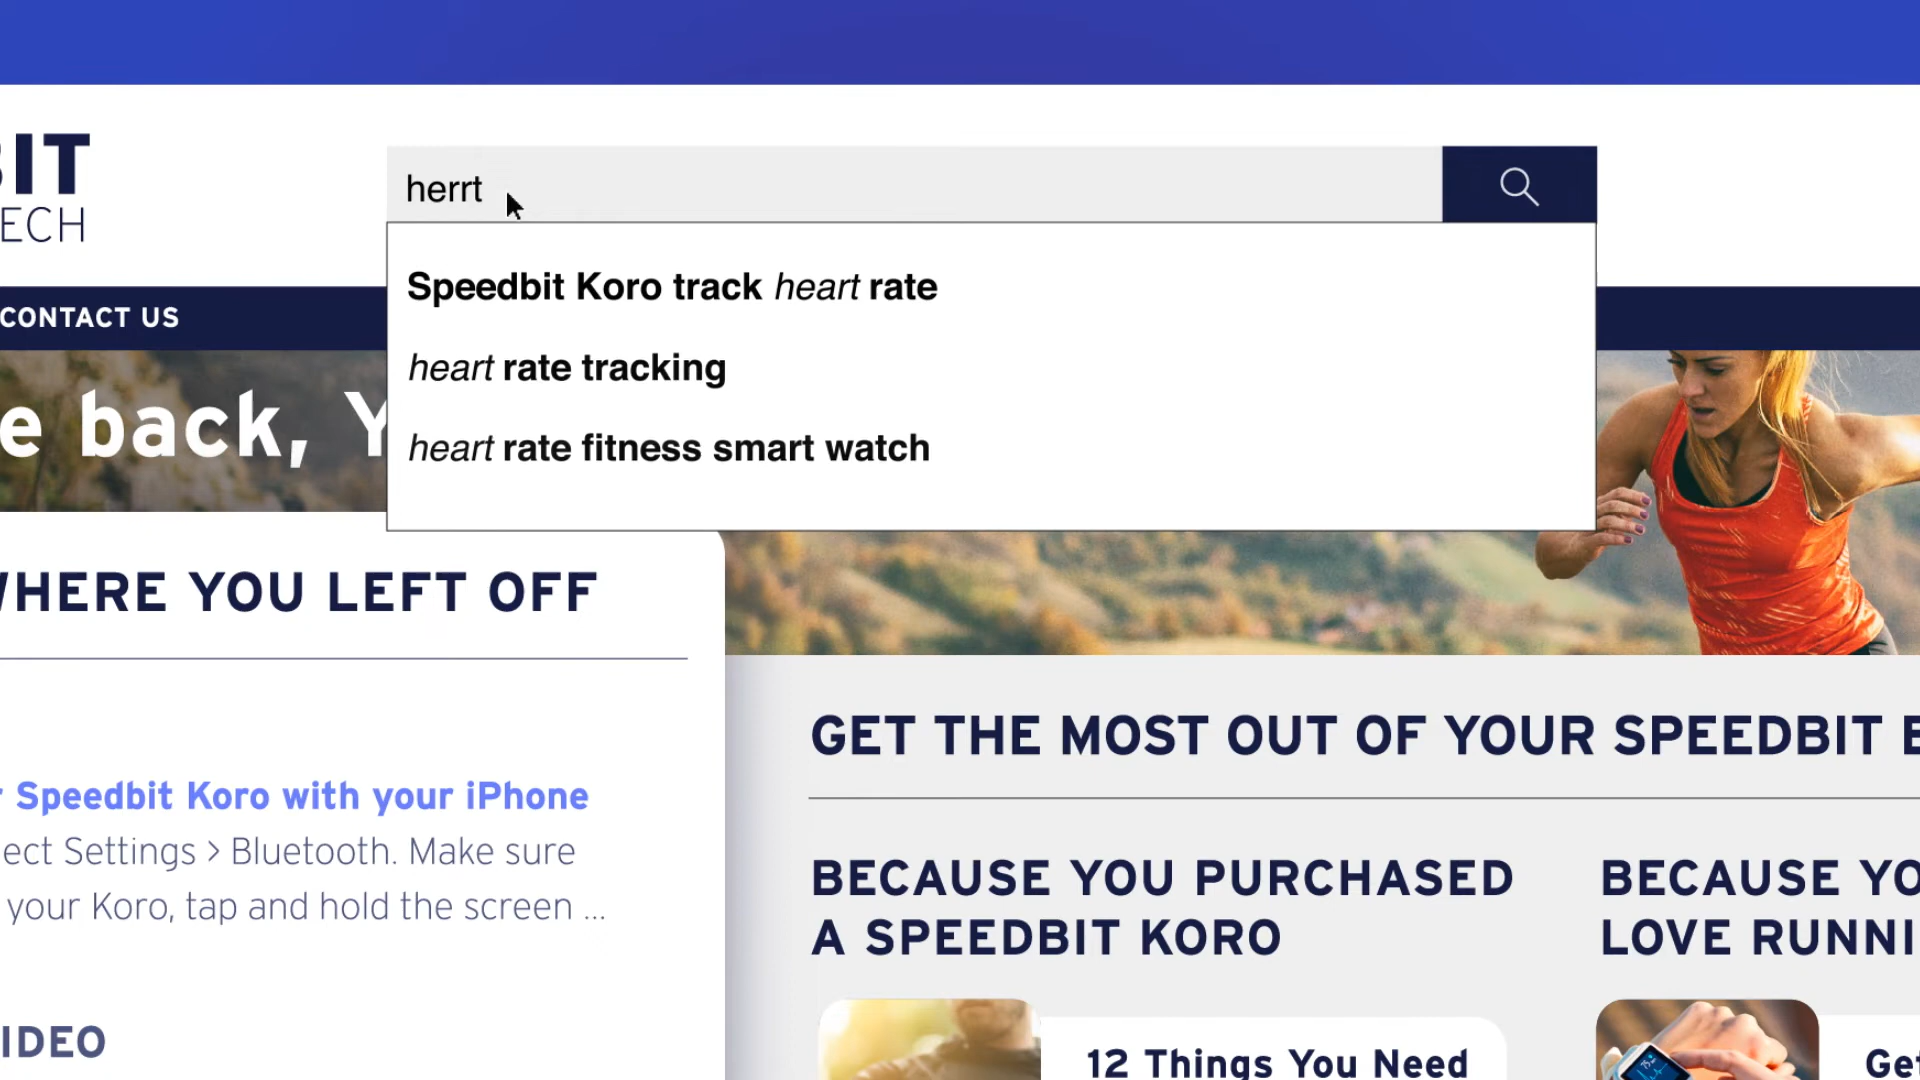 BIT
ECH
herrt
Speedbit Koro track heart rate
heart rate tracking
heart rate fitness smart watch
CONTACT US
e back, Y
WHERE YOU LEFT OFF
Speedbit Koro with your iPhone
ect Settings > Bluetooth. Make sure
your Koro, tap and hold the screen ...
IDEO
GET THE MOST OUT OF YOUR SPEEDBIT E
BECAUSE YOU PURCHASED
A SPEEDBIT KORO
12 Things You Need
BECAUSE YO
LOVE RUNNI
Get